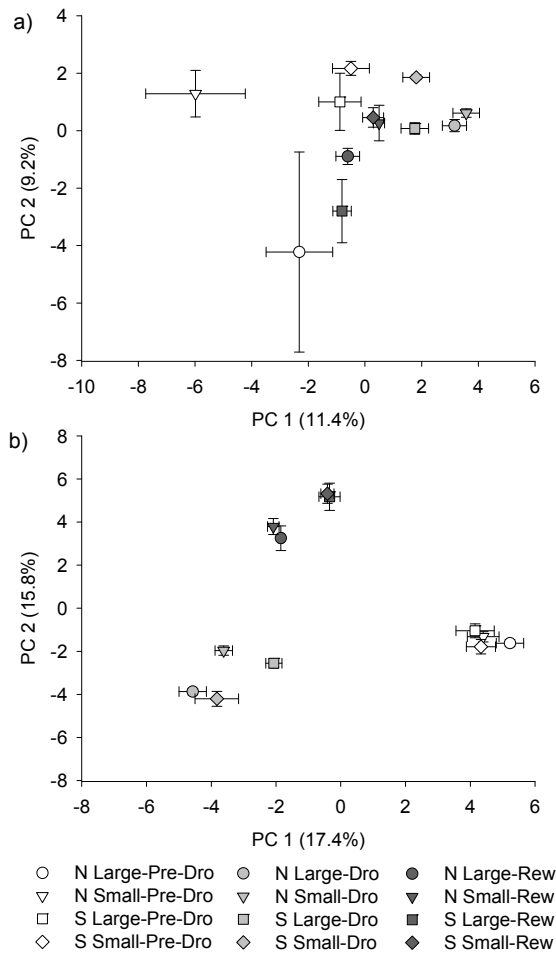 a)
4
2
0
-2
-4
-6
-8
PC 2 (9.2%)
-10 -8 -6 -4 -2 0 2 4 6
PC 1 (11.4%)
b)
8
6
4
2
0
-2
-4
-6
-8
PC 2 (15.8%)
-8 -6 -4 -2 0 2 4 6
PC 1 (17.4%)
N Large-Pre-Dro N Large-Dro N Large-Rew
N Small-Pre-Dro N Small-Dro N Small-Rew
S Large-Pre-Dro S Large-Dro S Large-Rew
S Small-Pre-Dro S Small-Dro S Small-Rew